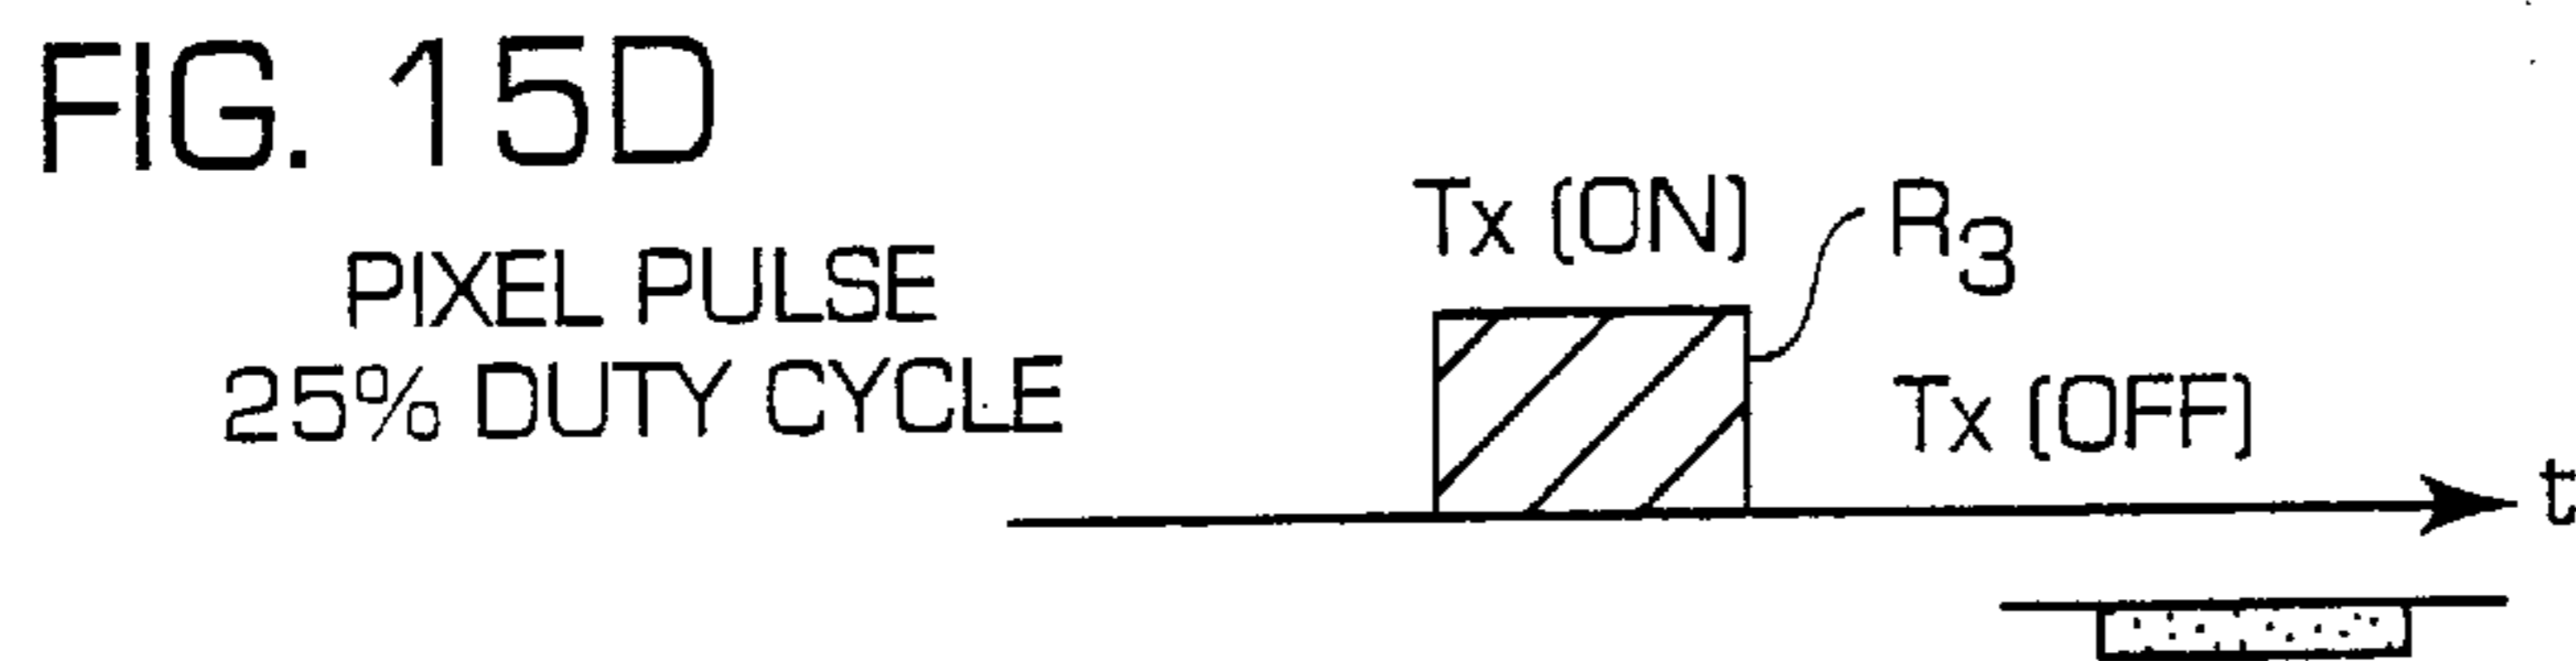 FIG. 15D
PIXEL PULSE
25% DUTY CYCLE
Tx (ON)
R3
Tx (OFF)
t